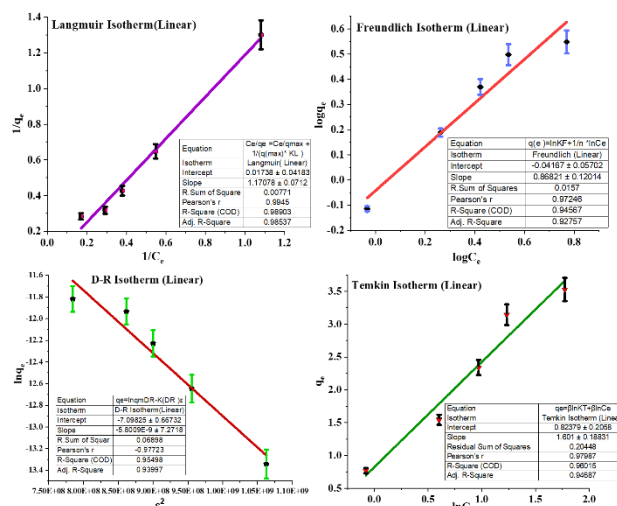 Langmuir Isotherm(Linear)
1/qe
1.4
1.2
1.0
0.8
0.6
0.4
0.2
0.0 0.2 0.4 0.6 0.8 1.0 1.2
1/Ce
Equation Ce/qe =Ce/qmax + 1/(q(max)* KL )
Isotherm Langmuir( Linear)
Intercept 0.01738 ± 0.04183
Slope 1.17078 ± 0.0712
R.Sum of Square 0.00771
Pearson's r 0.9945
R-Square (COD) 0.98903
Adj. R-Square 0.98537
Freundlich Isotherm (Linear)
logqe
0.7
0.6
0.5
0.4
0.3
0.2
0.1
0.0
-0.1
-0.2
0.0 0.2 0.4 0.6 0.8 1.0
logCe
Equation q(e )=lnKF+1/n *lnCe
Isotherm Freundlich (Linear)
Intercept -0.04167 ± 0.05702
Slope 0.86821 ± 0.12014
R.Sum of Squares 0.0157
Pearson's r 0.97246
R-Square (COD) 0.94567
Adj. R-Square 0.92757
D-R Isotherm (Linear)
lnqe
-11.6
-11.8
-12.0
-12.2
-12.4
-12.6
-12.8
-13.0
-13.2
-13.4
7.50E+08 8.00E+08 8.50E+08 9.00E+08 9.50E+08 1.00E+09 1.05E+09 1.10E+09
ε2
Equation qe=lnqmDR-K(DR )ε
Isotherm D-R Isotherm(Linear)
Intercept -7.09825 ± 0.66732
Slope -5.8009E-9 ± 7.2718
R.Sum of Squar 0.06898
Pearson's r -0.97723
R-Square (COD) 0.95498
Adj. R-Square 0.93997
Temkin Isotherm (Linear)
qe
4.0
3.5
3.0
2.5
2.0
1.5
1.0
0.5
0.0 0.5 1.0 1.5 2.0
lnC
Equation qe=βlnKT+βlnCe
Isotherm Temkin Isotherm (Linear)
Intercept 0.82379 ± 0.2058
Slope 1.601 ± 0.18831
Residual Sum of Squares 0.20448
Pearson's r 0.97987
R-Square (COD) 0.96015
Adj. R-Square 0.94687